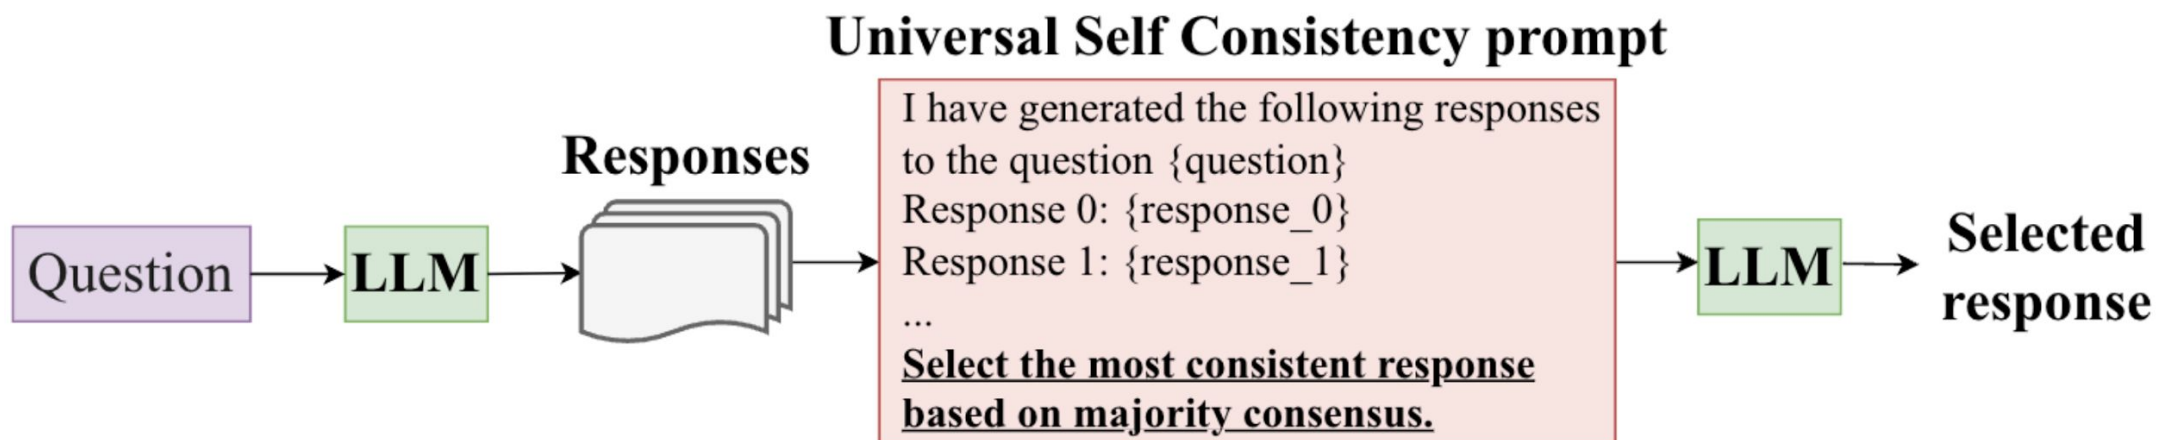 Universal Self Consistency prompt
Question
LLM
Responses
I have generated the following responses
to the question {question}
Response 0: {response_0}
Response 1: {response_1}
...
Select the most consistent response
based on majority consensus.
LLM
Selected
response